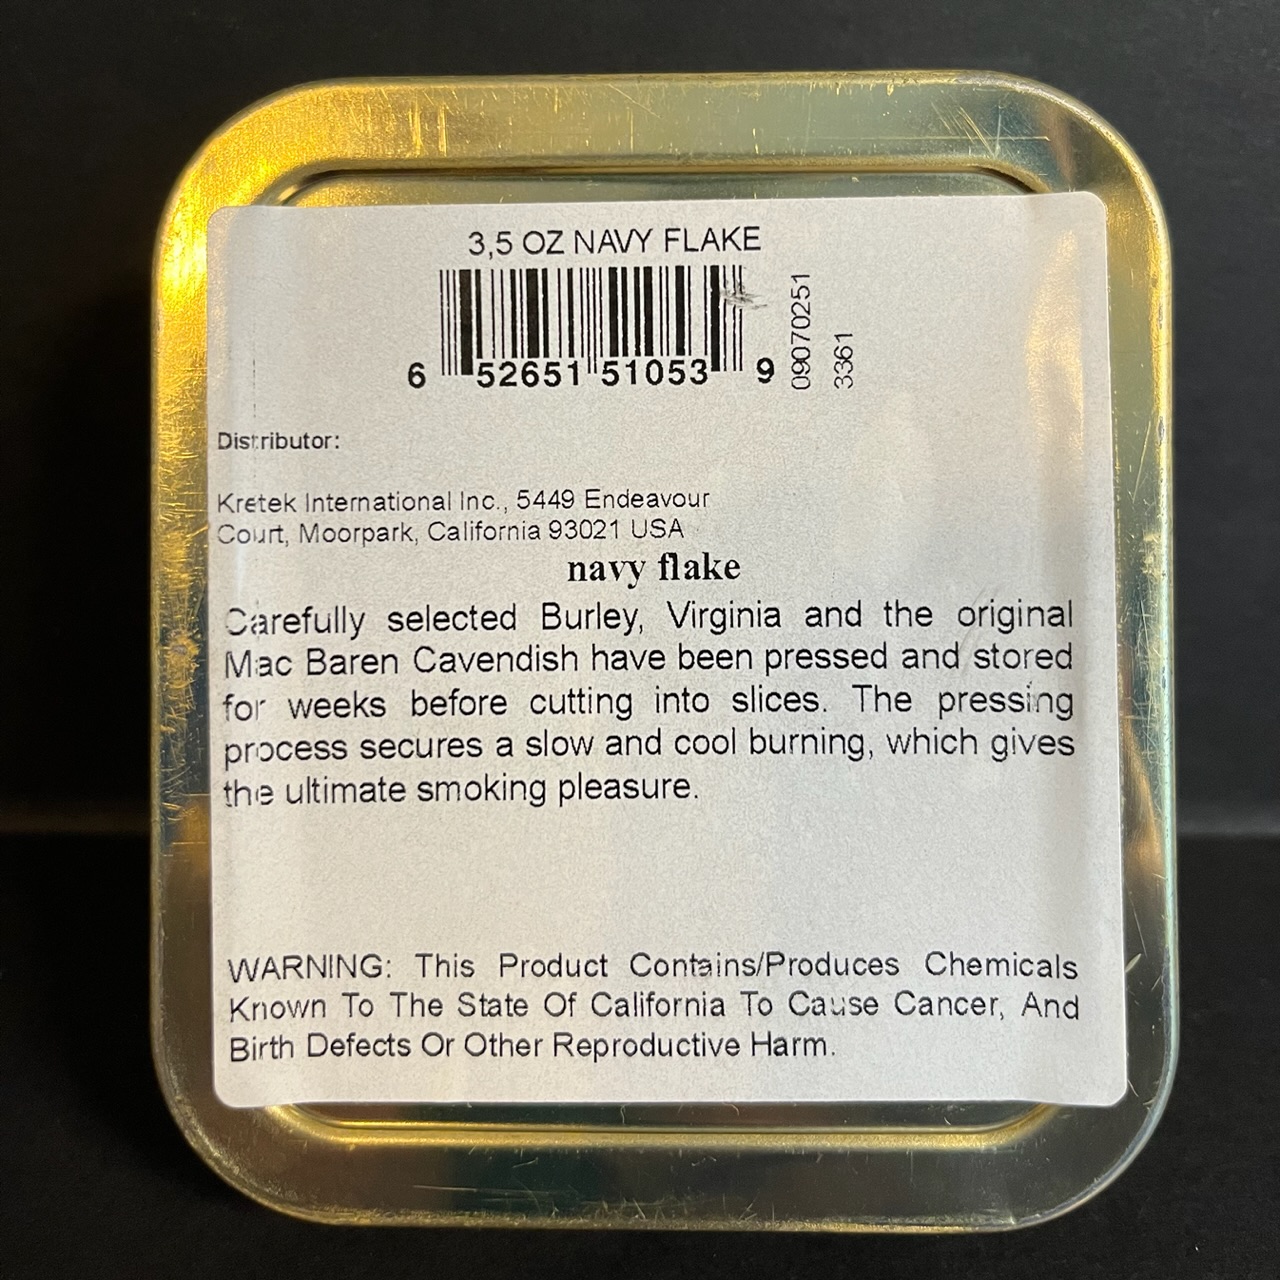 3,5 OZ NAVY FLAKE
6 52651 51053 9
09070251
3361
Distributor:
Kretek International Inc., 5449 Endeavour
Court, Moorpark, California 93021 USA
navy flake
Carefully selected Burley, Virginia and the original
Mac Baren Cavendish have been pressed and stored
for weeks before cutting into slices. The pressing
process secures a slow and cool burning, which gives
the ultimate smoking pleasure.
WARNING: This Product Contains/Produces Chemicals
Known To The State Of California To Cause Cancer, And
Birth Defects Or Other Reproductive Harm.